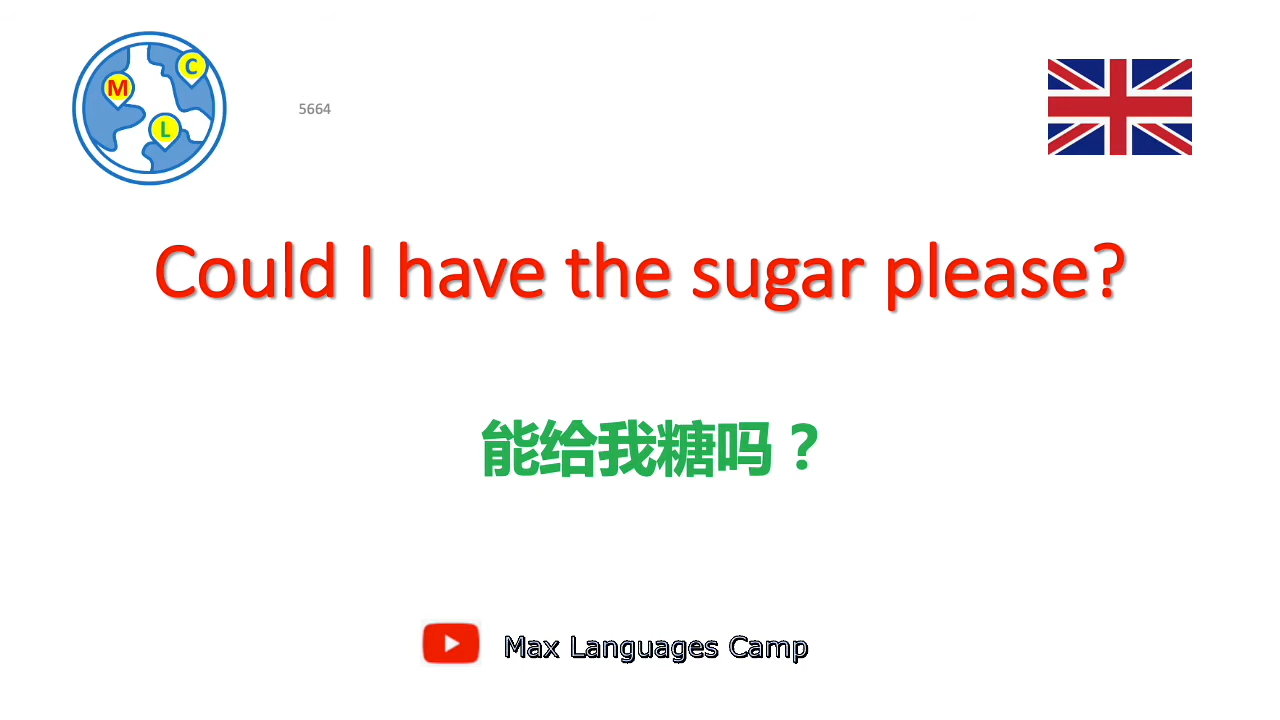 M
C
L
5664
Could I have the sugar please?
能给我糖吗？
Max Languages Camp